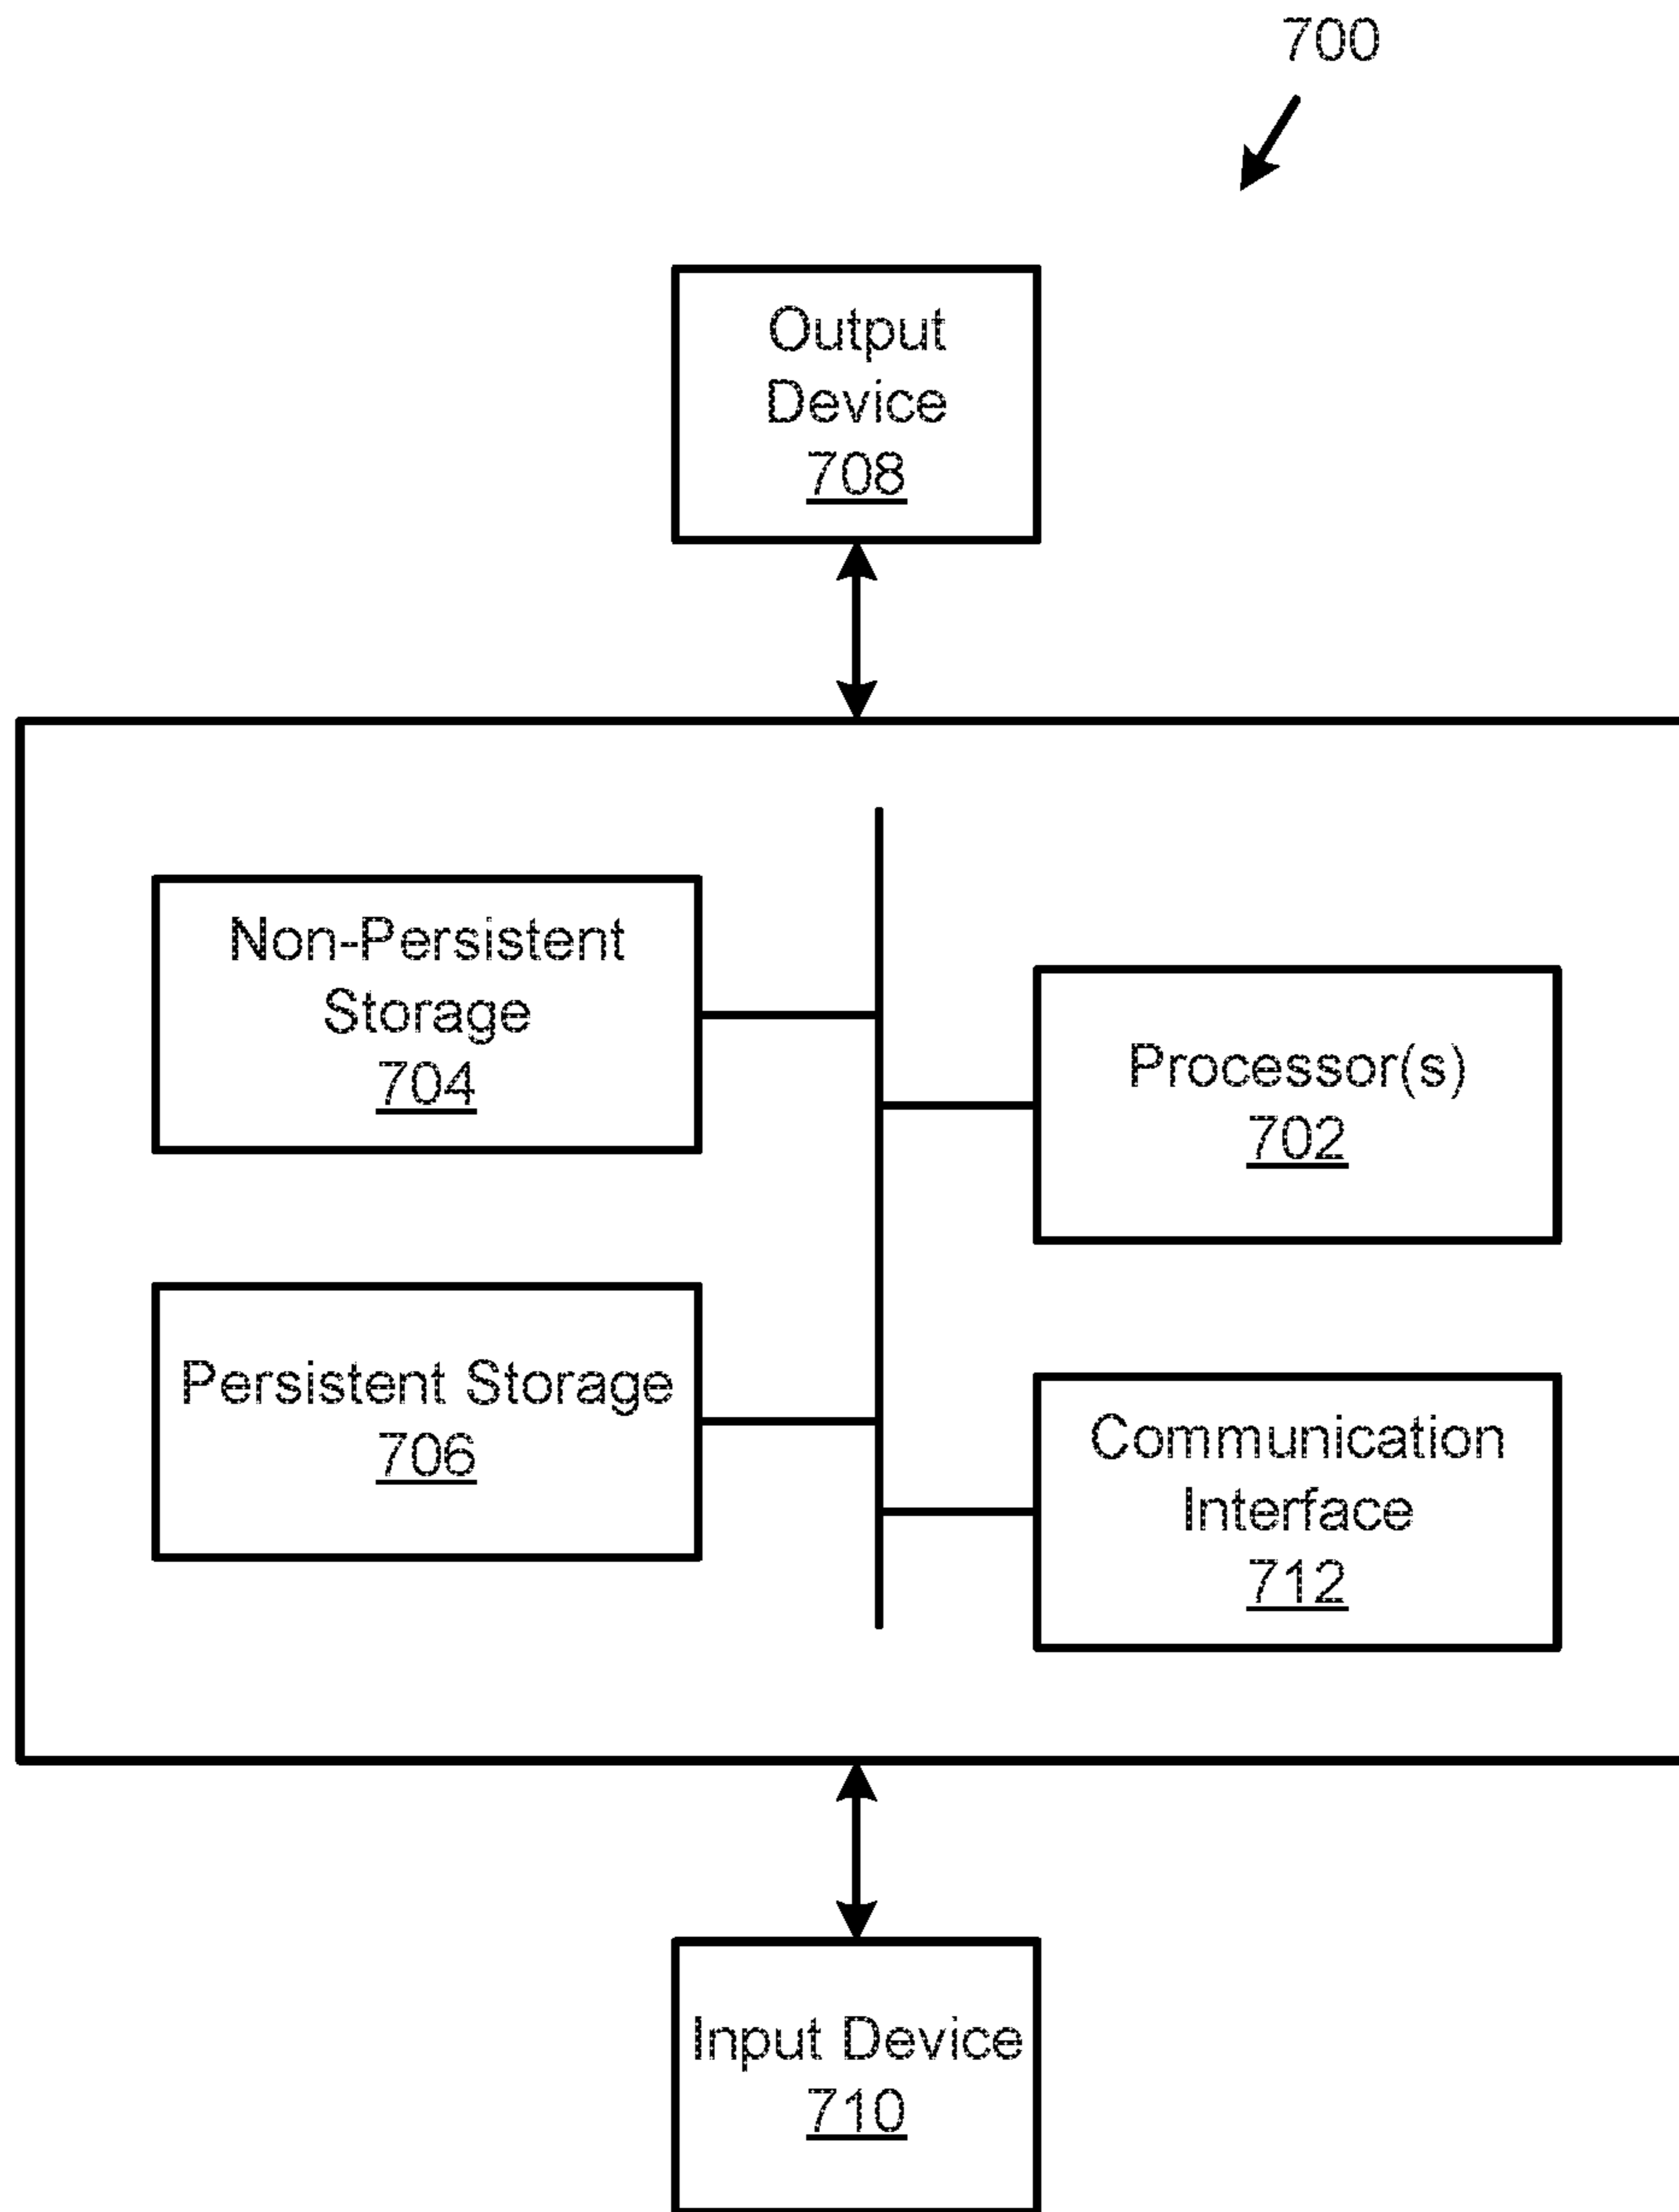 700
Output
Device
708
Non-Persistent
Storage
704
Processor(s)
702
Persistent Storage
706
Communication
Interface
712
Input Device
710